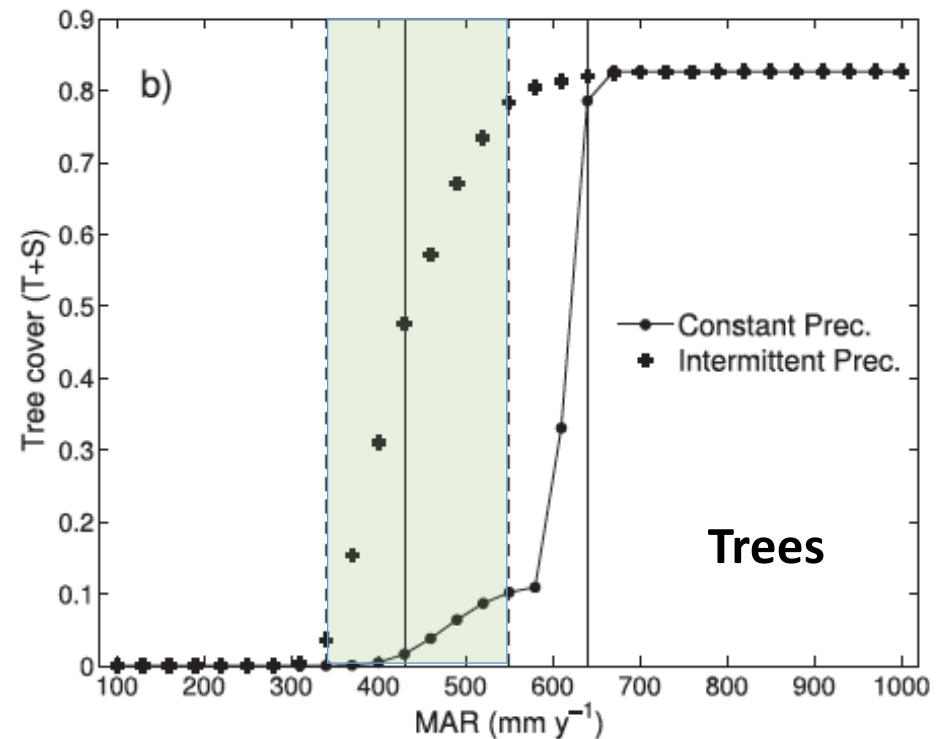 b)
0.9
0.8
0.7
0.6
0.5
0.4
0.3
0.2
0.1
0
Tree cover (T+S)
Constant Prec.
Intermittent Prec.
Trees
100 200 300 400 500 600 700 800 900 1000
MAR (mm y⁻¹)